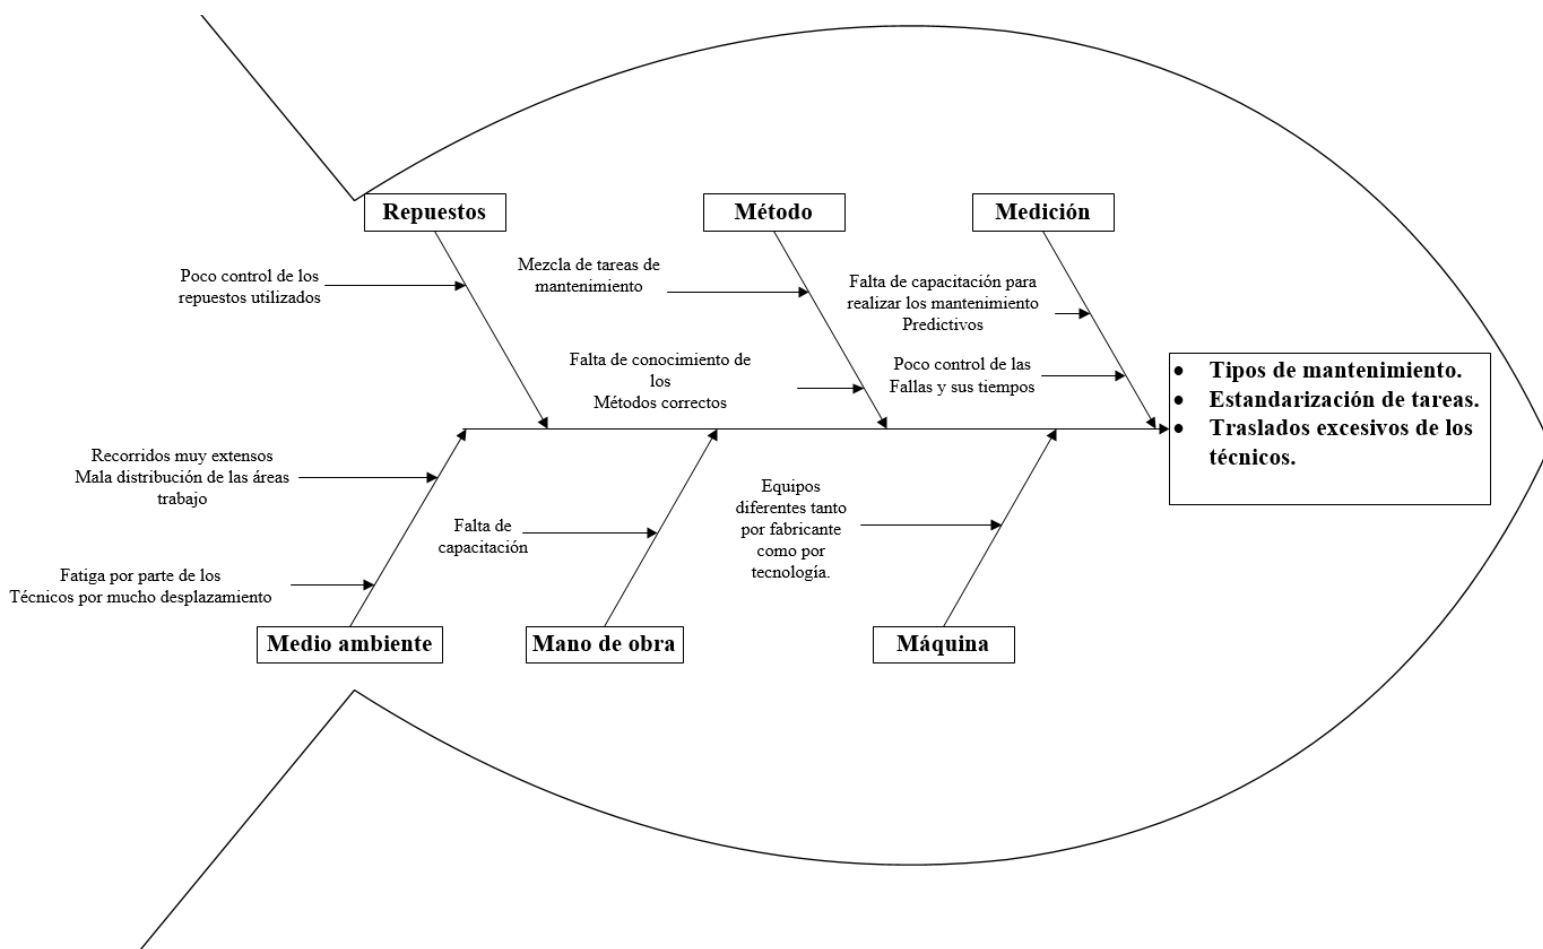 Repuestos
Método
Medición
Poco control de los
repuestos utilizados
Mezcla de tareas de
mantenimiento
Falta de conocimiento de
los
Métodos correctos
Falta de capacitación para
realizar los mantenimiento
Predictivos
Poco control de las
Fallas y sus tiempos
• Tipos de mantenimiento.
• Estandarización de tareas.
• Traslados excesivos de los
técnicos.
Recorridos muy extensos
Mala distribución de las áreas
trabajo
Fatiga por parte de los
Técnicos por mucho desplazamiento
Falta de
capacitación
Equipos
diferentes tanto
por fabricante
como por
tecnología.
Medio ambiente
Mano de obra
Máquina